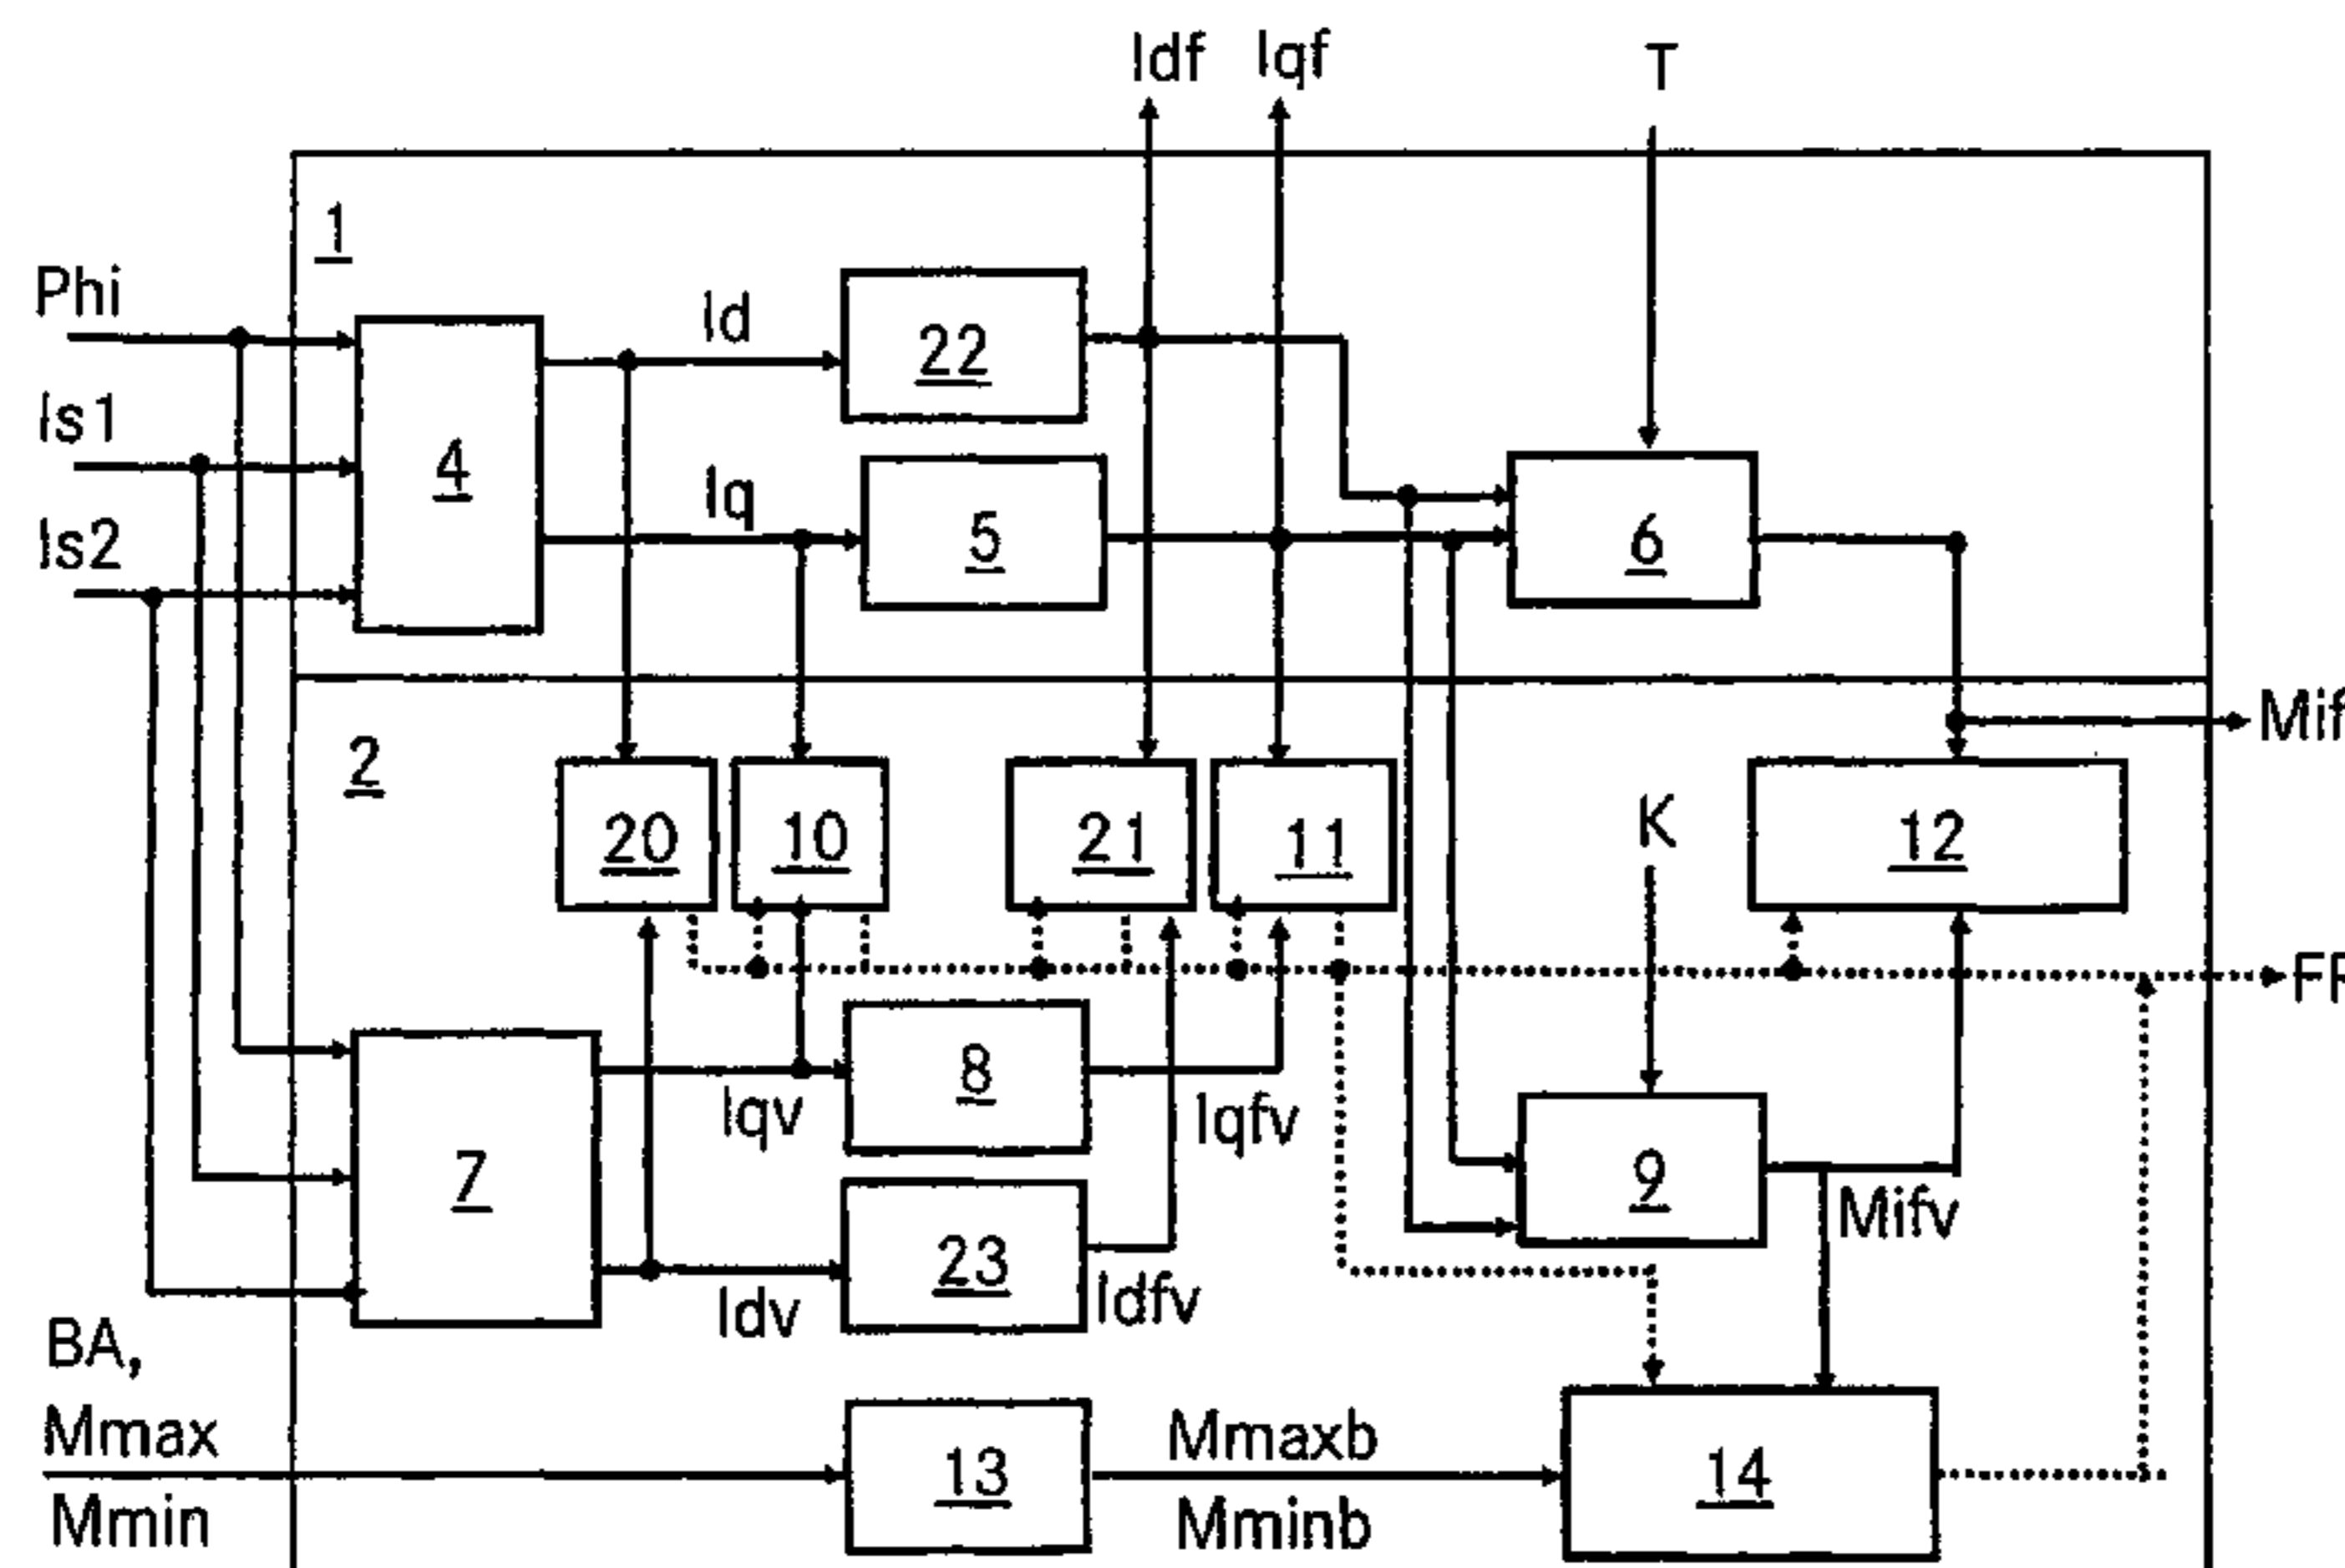 Idf Iqf T
1
Phi
Id
22
Is1
4
Iq
5
6
Is2
2
Mif
20 10 21 11 K 12
8
Iqv
Iqfv
7
9
Mifv
23
Idv
Idfv
BA,
Mmax
13
Mmaxb
14
Mmin
Mminb